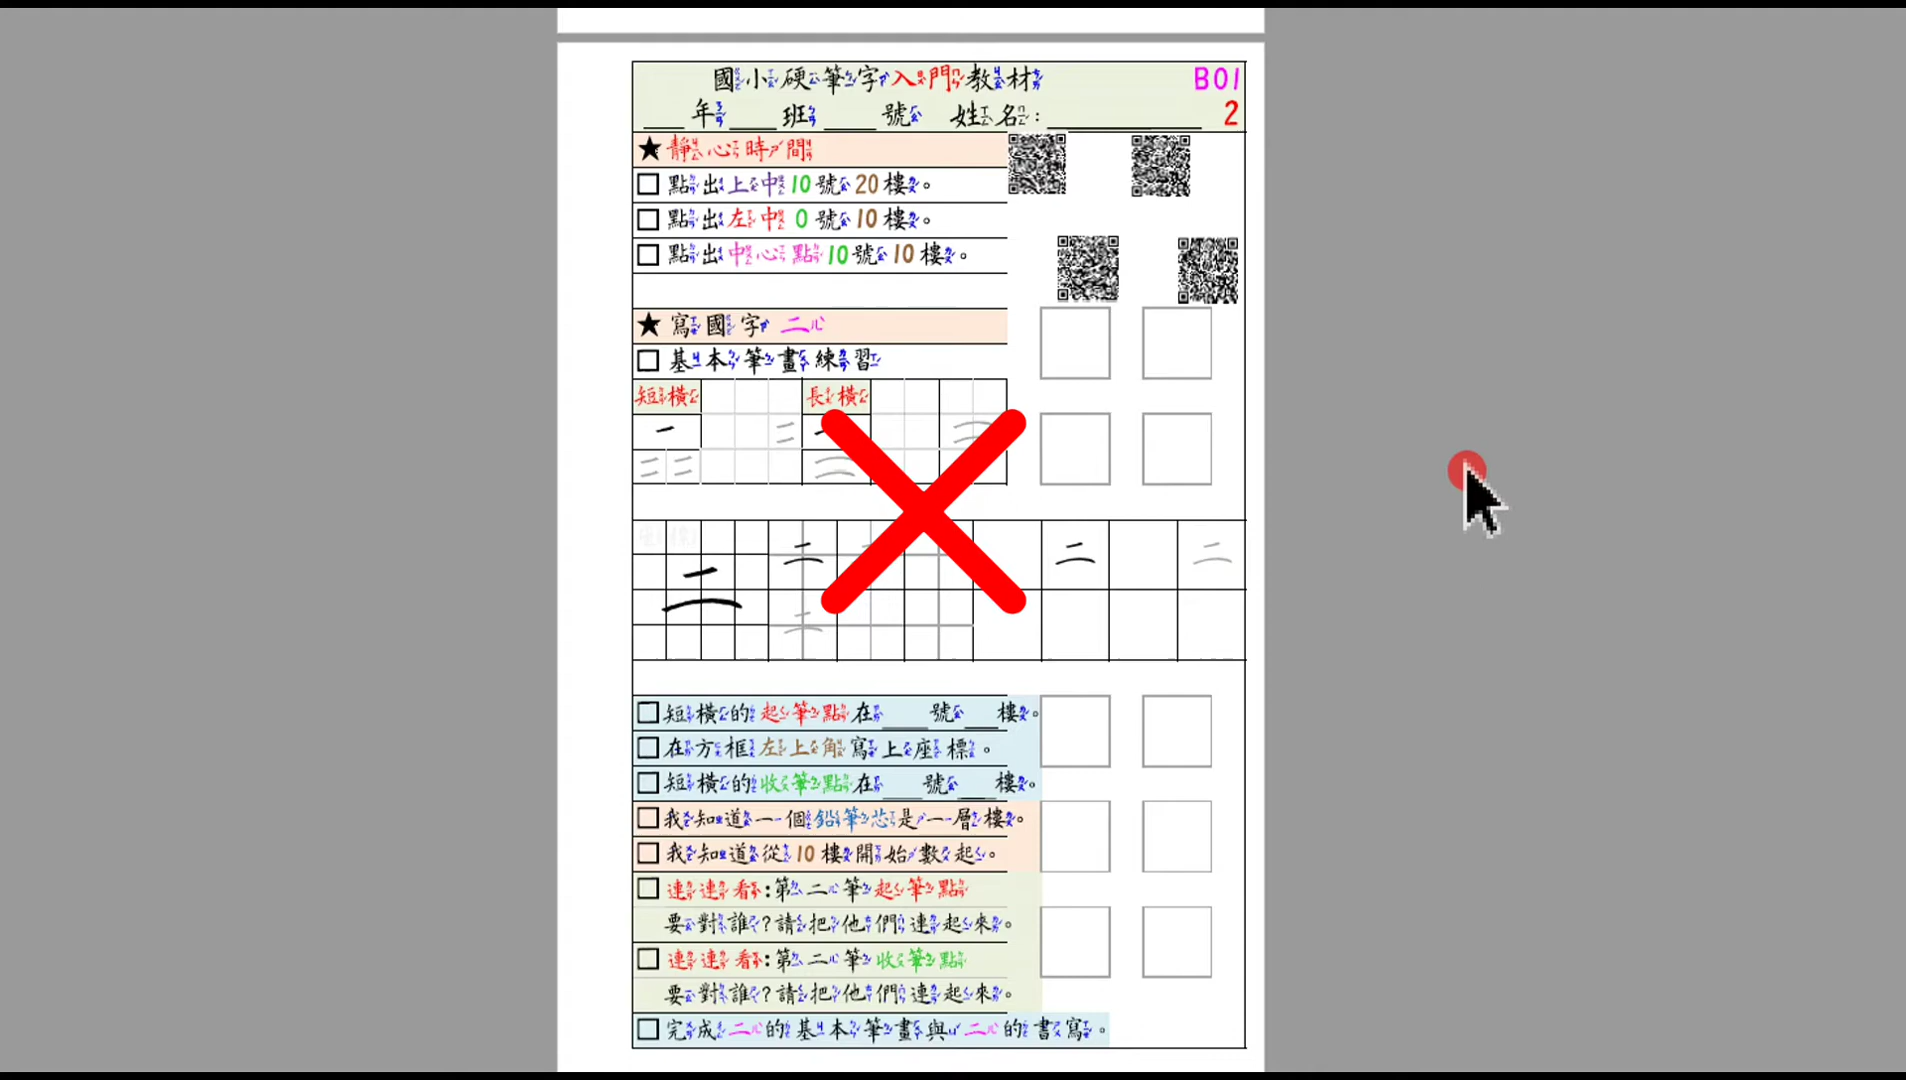 國小硬筆字入門教材 B01
年 班 號 姓名: 2
★靜心時間
點出上中10號20樓。
點出左中0號10樓。
點出中心點10號10樓。
★寫國字 二
基本筆畫練習
短橫 長橫
二 二 二
短橫的起筆點在 號 樓。
在方框左上角寫上座標。
短橫的收筆點在 號 樓。
我知道一個鉛筆芯是一層樓。
我知道從10樓開始數起。
連連看:第二筆起筆點
要對誰?請把他們連起來。
連連看:第二筆收筆點
要對誰?請把他們連起來。
完成二的基本筆畫與二的書寫。